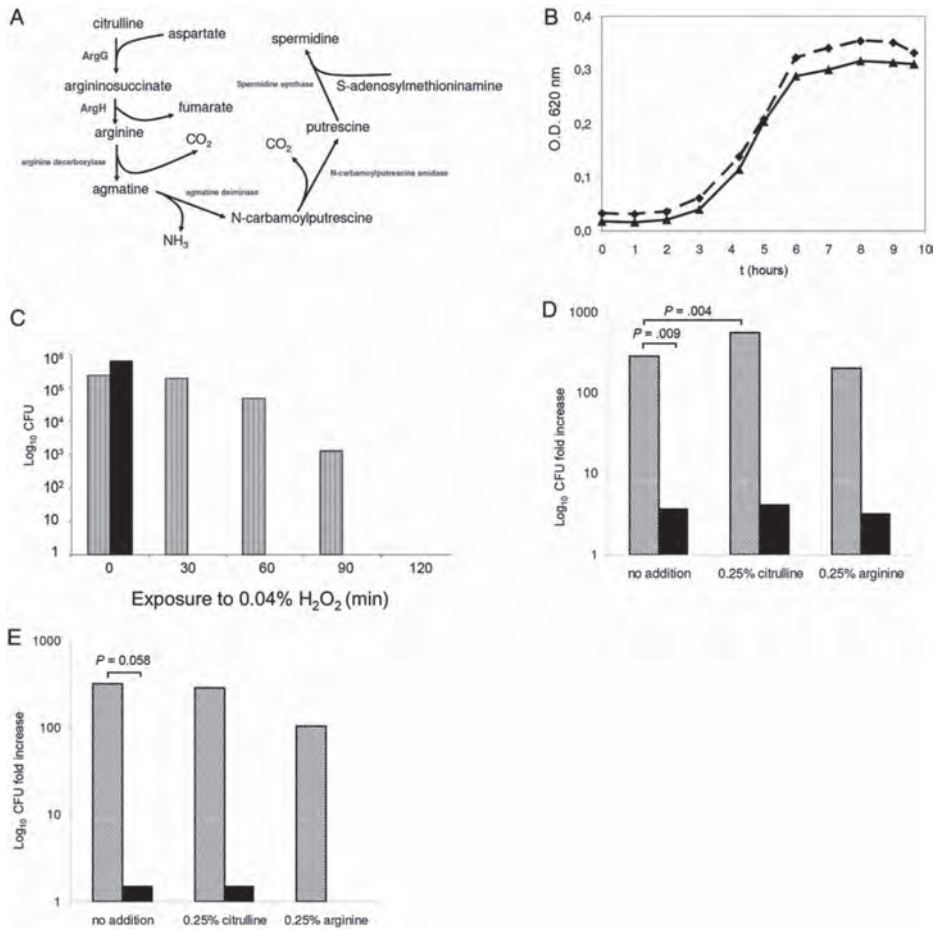 A
citrulline
aspartate
ArgG
argininosuccinate
ArgH
fumarate
arginine
arginine decarboxylase
CO2
agmatine
agmatine deiminase
NH3
N-carbamoylputrescine
CO2
N-carbamoylputrescine amidase
putrescine
Spermidine synthase
S-adenosylmethioninamine
spermidine
B
O.D. 620 nm
0,4
0,3
0,2
0,1
0,0
0 1 2 3 4 5 6 7 8 9 10
t (hours)
C
Log10 CFU
10^6
10^5
10^4
10^3
10^2
10
1
0 30 60 90 120
Exposure to 0.04% H2O2 (min)
D
Log10 CFU fold increase
1000
100
10
1
P = .004
P = .009
no addition 0.25% citrulline 0.25% arginine
E
Log10 CFU fold increase
1000
100
10
1
P = 0.058
no addition 0.25% citrulline 0.25% arginine